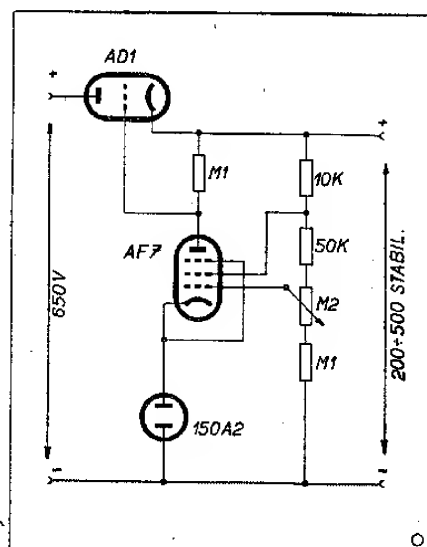 AD1
+
+
M1
10K
AF7
50K
650V
M2
200÷500 STABIL.
M1
150A2
-
-